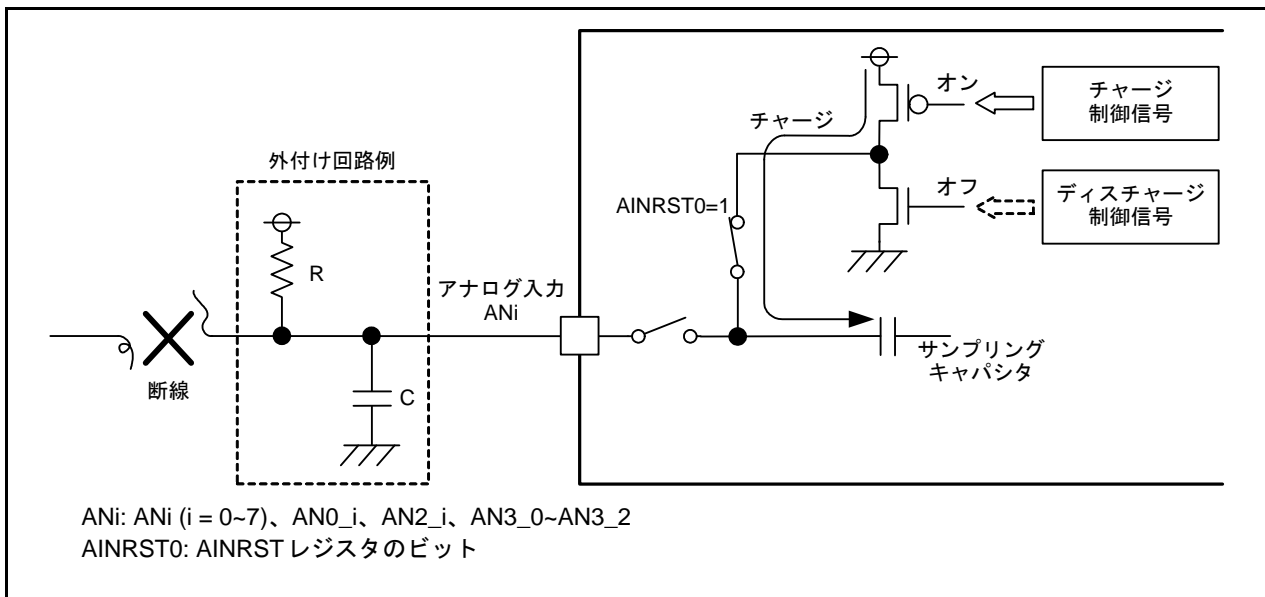 オン
チャージ
制御信号
チャージ
外付け回路例
オフ
ディスチャージ
制御信号
AINRST0=1
R
アナログ入力
ANi
サンプリング
キャパシタ
断線
C
ANi: ANi (i = 0~7)、AN0_i、AN2_i、AN3_0~AN3_2
AINRST0: AINRSTレジスタのビット